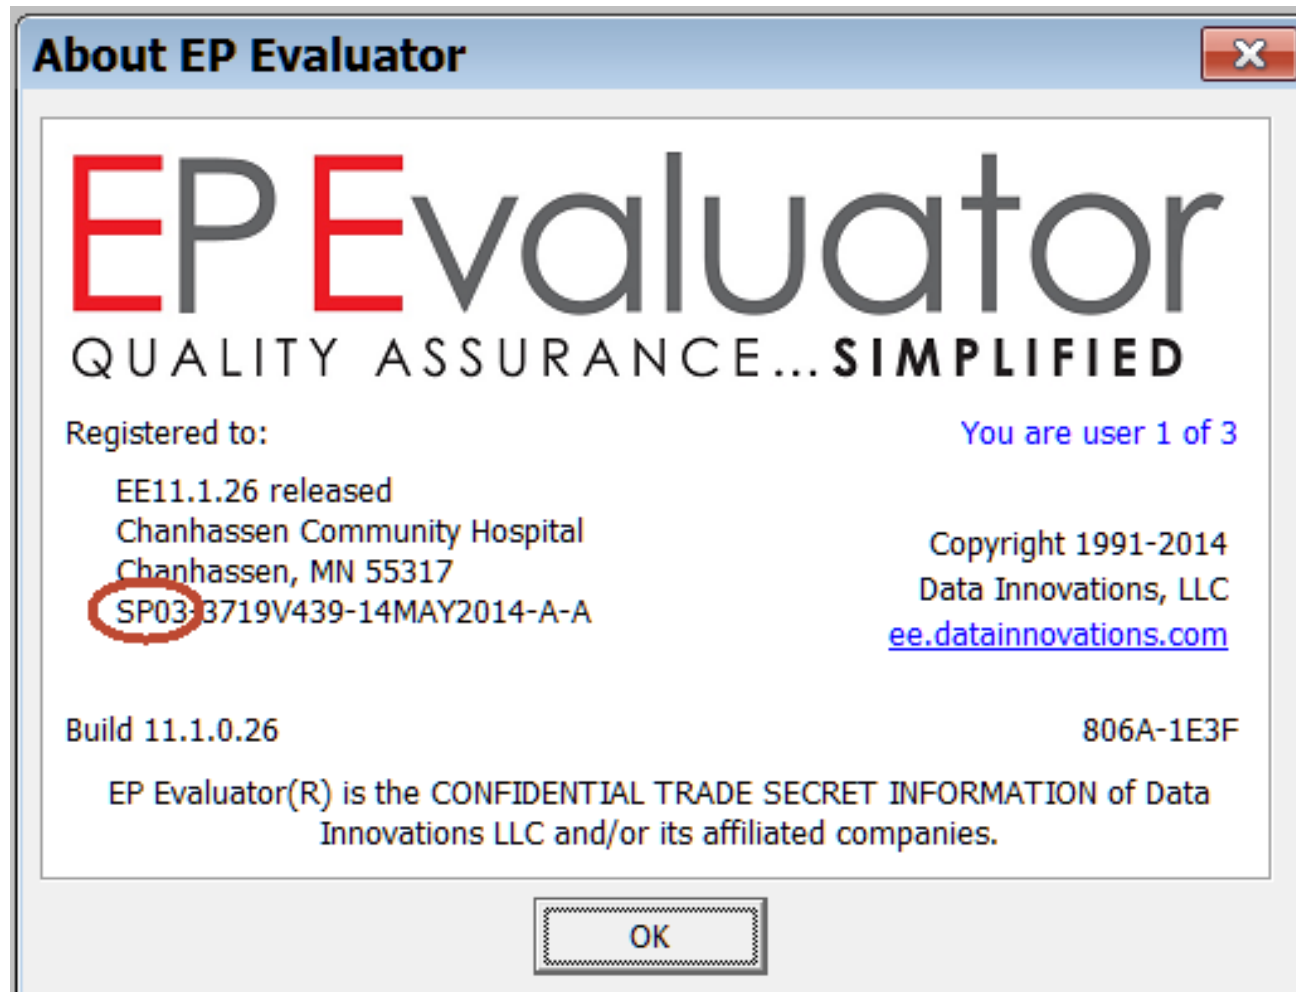 About EP Evaluator
EP Evaluator
QUALITY ASSURANCE... SIMPLIFIED
Registered to:
You are user 1 of 3
EE11.1.26 released
Chanhassen Community Hospital
Chanhassen, MN 55317
SP03-3719V439-14MAY2014-A-A
Copyright 1991-2014
Data Innovations, LLC
ee.datainnovations.com
Build 11.1.0.26
806A-1E3F
EP Evaluator(R) is the CONFIDENTIAL TRADE SECRET INFORMATION of Data
Innovations LLC and/or its affiliated companies.
OK